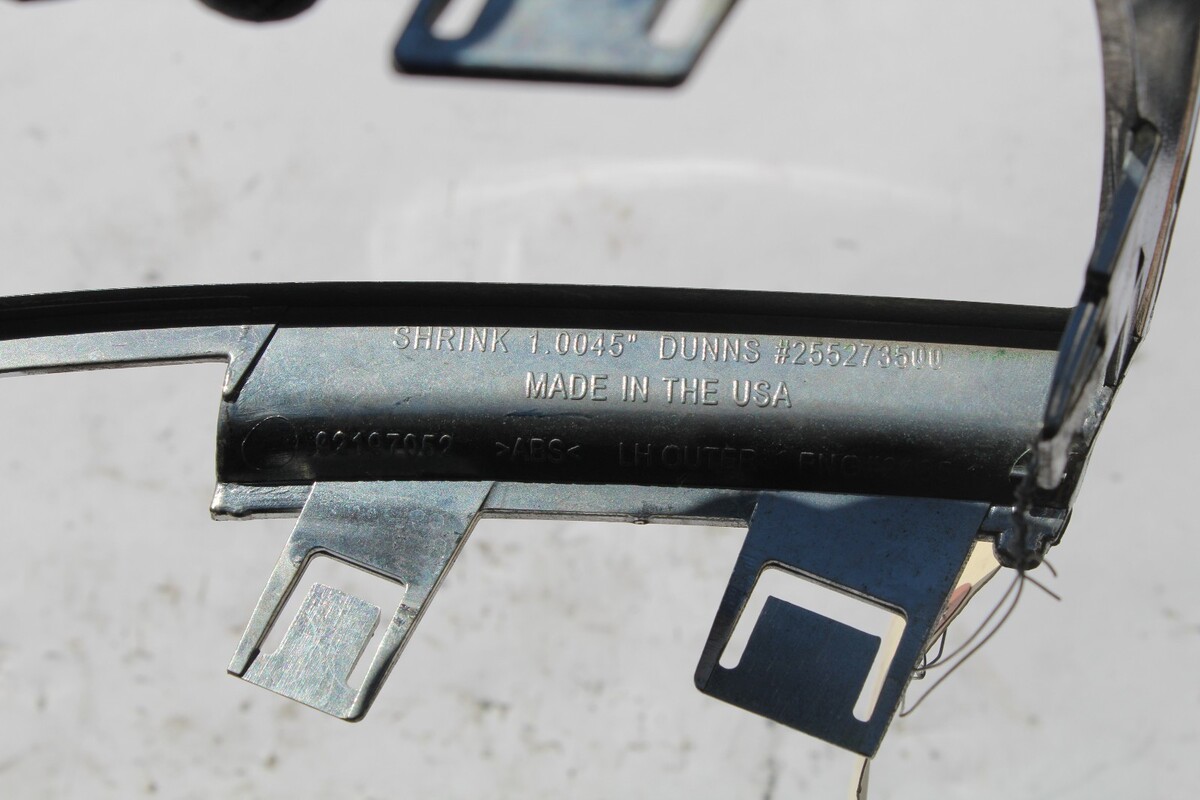 SHRINK 1.0045" DUNNS #255273500
MADE IN THE USA
>ABS< LH OUTER